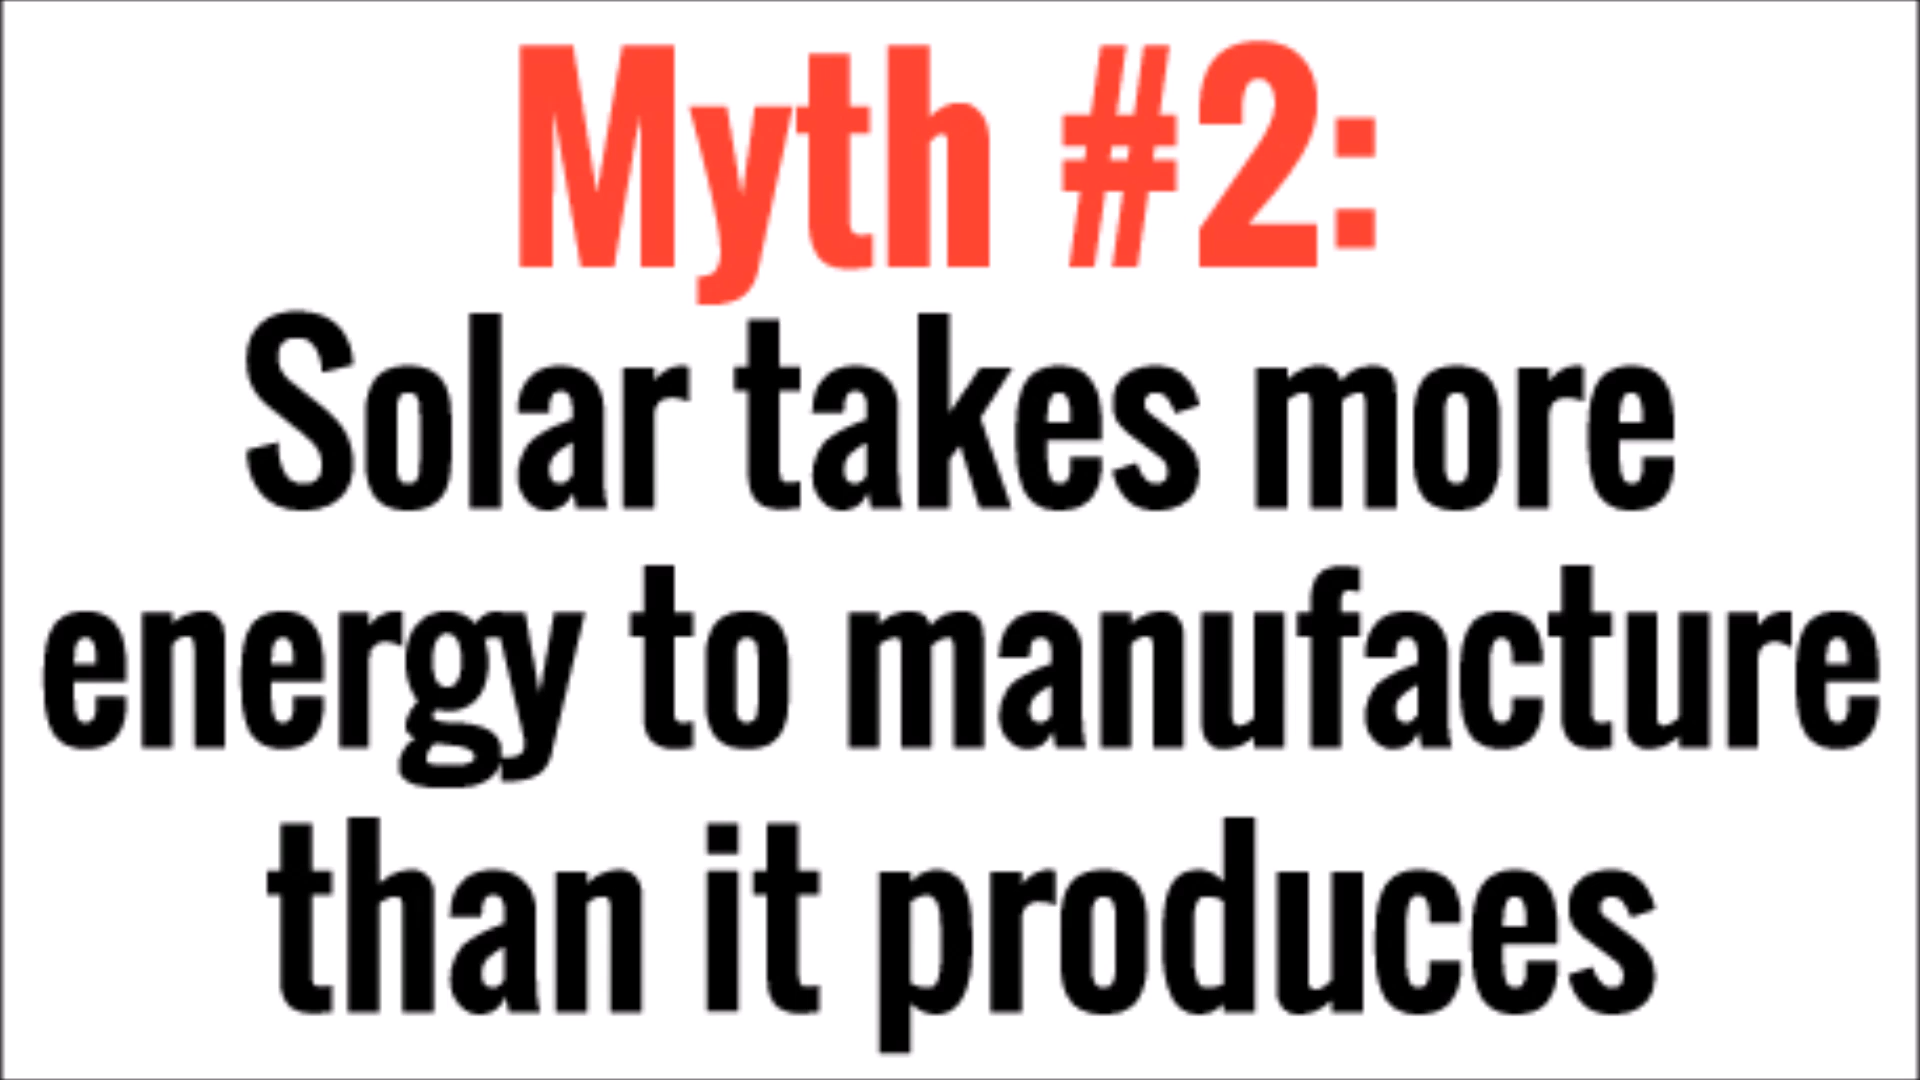 Myth #2:
Solar takes more
energy to manufacture
than it produces